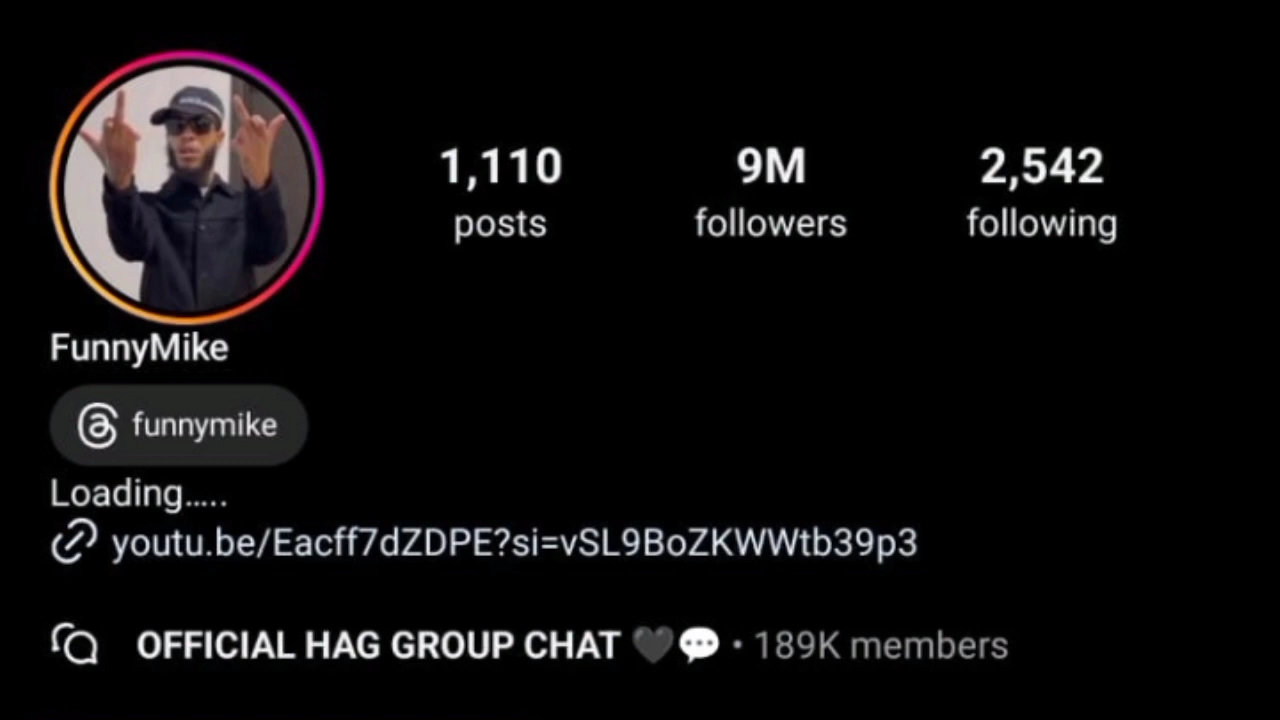 1,110 9M 2,542
posts followers following
FunnyMike
funnymike
Loading.....
youtu.be/Eacff7dZDPE?si=vSL9BoZKWWtb39p3
OFFICIAL HAG GROUP CHAT 🖤💬 • 189K members